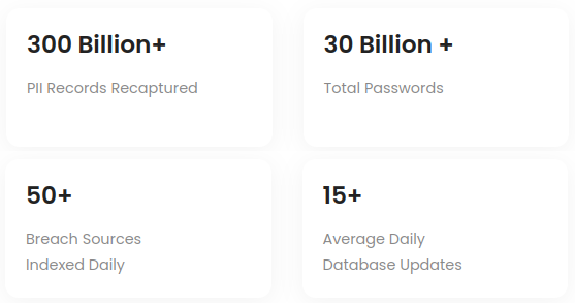 300 Billion+
PII Records Recaptured
30 Billion +
Total Passwords
50+
Breach Sources
Indexed Daily
15+
Average Daily
Database Updates